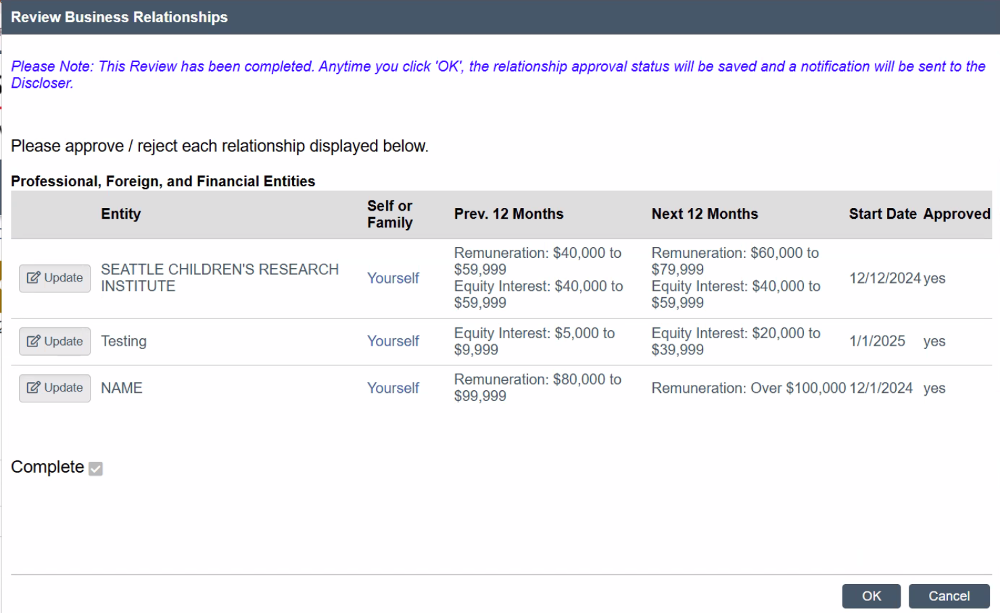 Review Business Relationships
Please Note: This Review has been completed. Anytime you click 'OK', the relationship approval status will be saved and a notification will be sent to the
Discloser.
Please approve / reject each relationship displayed below.
Professional, Foreign, and Financial Entities
Entity
Self or
Family
Prev. 12 Months
Next 12 Months
Start Date
Approved
Update
SEATTLE CHILDREN'S RESEARCH
INSTITUTE
Yourself
Remuneration: $40,000 to
$59,999
Equity Interest: $40,000 to
$59,999
Remuneration: $60,000 to
$79,999
Equity Interest: $40,000 to
$59,999
12/12/2024
yes
Update
Testing
Yourself
Equity Interest: $5,000 to
$9,999
Equity Interest: $20,000 to
$39,999
1/1/2025
yes
Update
NAME
Yourself
Remuneration: $80,000 to
$99,999
Remuneration: Over $100,000
12/1/2024
yes
Complete
OK
Cancel